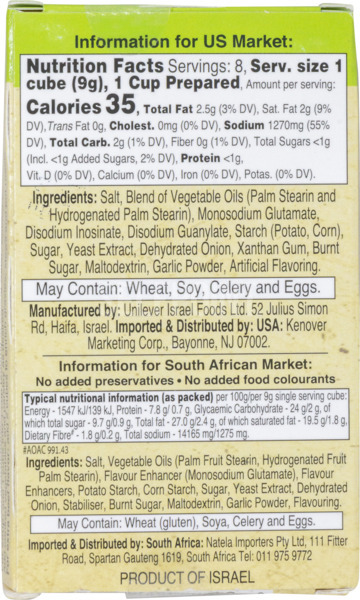 Information for US Market:
Nutrition Facts Servings: 8, Serv. size 1
cube (9g), 1 Cup Prepared, Amount per serving:
Calories 35, Total Fat 2.5g (3% DV), Sat. Fat 2g (9%
DV), Trans Fat 0g, Cholest. 0mg (0% DV), Sodium 1270mg (55%
DV), Total Carb. 2g (1% DV), Fiber 0g (1% DV), Total Sugars <1g
(Incl. <1g Added Sugars, 2% DV), Protein <1g,
Vit. D (0% DV), Calcium (0% DV), Iron (0% DV), Potas. (0% DV).
Ingredients: Salt, Blend of Vegetable Oils (Palm Stearin and
Hydrogenated Palm Stearin), Monosodium Glutamate,
Disodium Inosinate, Disodium Guanylate, Starch (Potato, Corn),
Sugar, Yeast Extract, Dehydrated Onion, Xanthan Gum, Burnt
Sugar, Maltodextrin, Garlic Powder, Artificial Flavoring.
May Contain: Wheat, Soy, Celery and Eggs.
Manufactured by: Unilever Israel Foods Ltd. 52 Julius Simon
Rd, Haifa, Israel. Imported & Distributed by: USA: Kenover
Marketing Corp., Bayonne, NJ 07002.
Information for South African Market:
No added preservatives • No added food colourants
Typical nutritional information (as packed) per 100g/per 9g single serving cube:
Energy - 1547 kJ/139 kJ, Protein - 7.8 g/0.7 g, Glycaemic Carbohydrate - 24 g/2 g, of
which total sugar - 9.7 g/0.9 g, Total fat - 27.0 g/2.4 g, of which saturated fat - 19.5 g/1.8 g,
Dietary Fibre# - 1.8 g/0.2 g, Total sodium - 14165 mg/1275 mg.
#AOAC 991.43
Ingredients: Salt, Vegetable Oils (Palm Fruit Stearin, Hydrogenated Fruit
Palm Stearin), Flavour Enhancer (Monosodium Glutamate), Flavour
Enhancers, Potato Starch, Corn Starch, Sugar, Yeast Extract, Dehydrated
Onion, Stabiliser, Burnt Sugar, Maltodextrin, Garlic Powder, Flavouring.
May Contain: Wheat (gluten), Soya, Celery and Eggs.
Imported & Distributed by: South Africa: Natela Importers Pty Ltd, 111 Fitter
Road, Spartan Gauteng 1619, South Africa Tel: 011 975 9772
PRODUCT OF ISRAEL